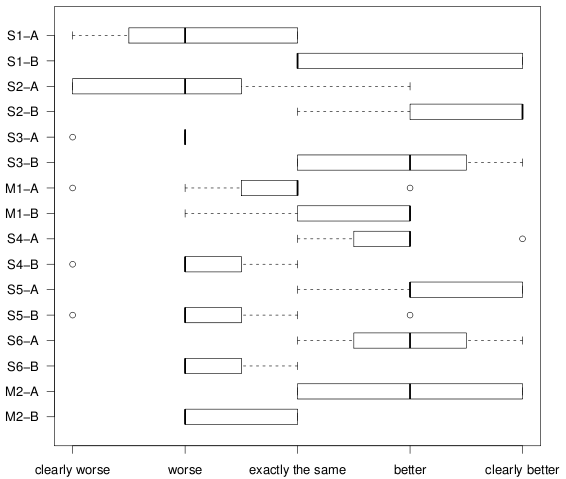 S1–A
S1–B
S2–A
S2–B
S3–A
S3–B
M1–A
M1–B
S4–A
S4–B
S5–A
S5–B
S6–A
S6–B
M2–A
M2–B
clearly worse worse exactly the same better clearly better